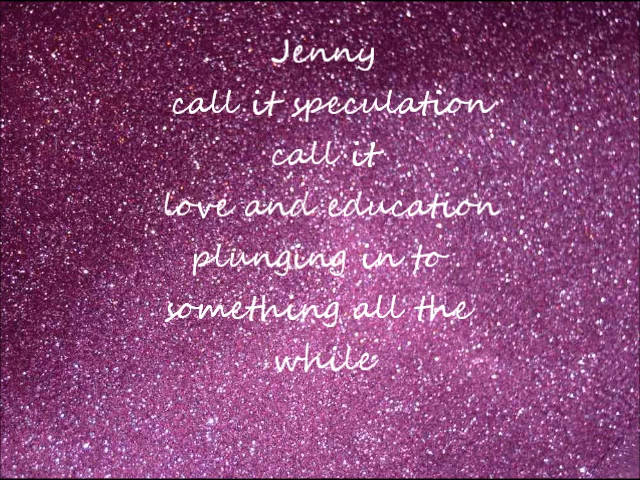 Jenny
call it speculation
call it
love and education
plunging in to
something all the
while